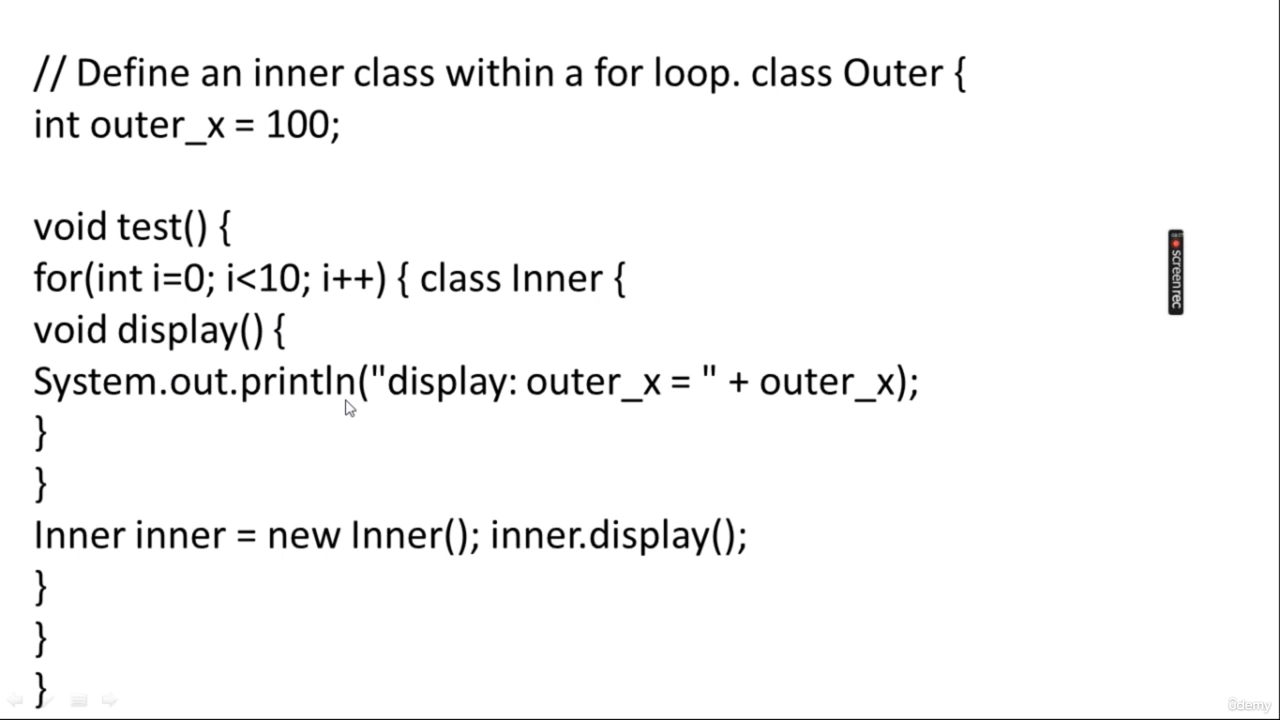 // Define an inner class within a for loop. class Outer {
int outer_x = 100;
void test() {
for(int i=0; i<10; i++) { class Inner {
void display() {
System.out.println("display: outer_x = " + outer_x);
}
}
Inner inner = new Inner(); inner.display();
}
}
}
screenrec
ûdemy